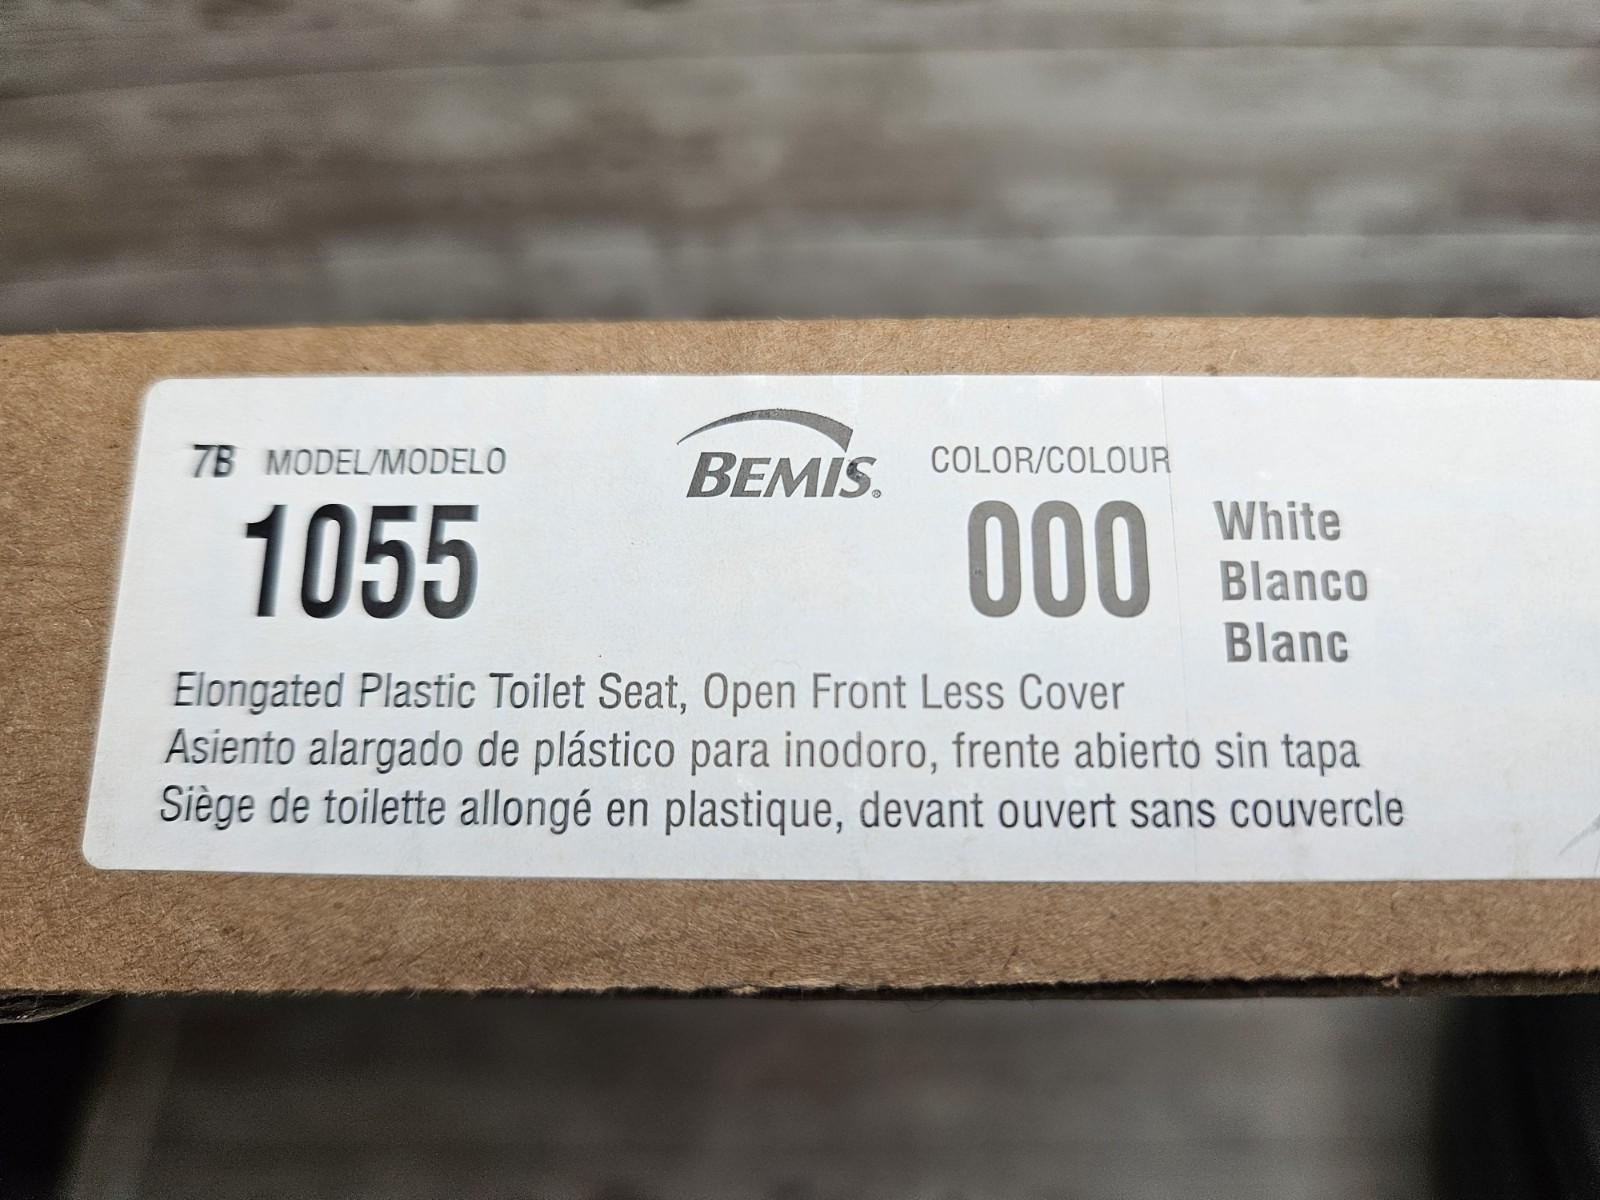 7B MODEL/MODELO
1055
BEMIS®
COLOR/COLOUR
000
White
Blanco
Blanc
Elongated Plastic Toilet Seat, Open Front Less Cover
Asiento alargado de plástico para inodoro, frente abierto sin tapa
Siège de toilette allongé en plastique, devant ouvert sans couvercle